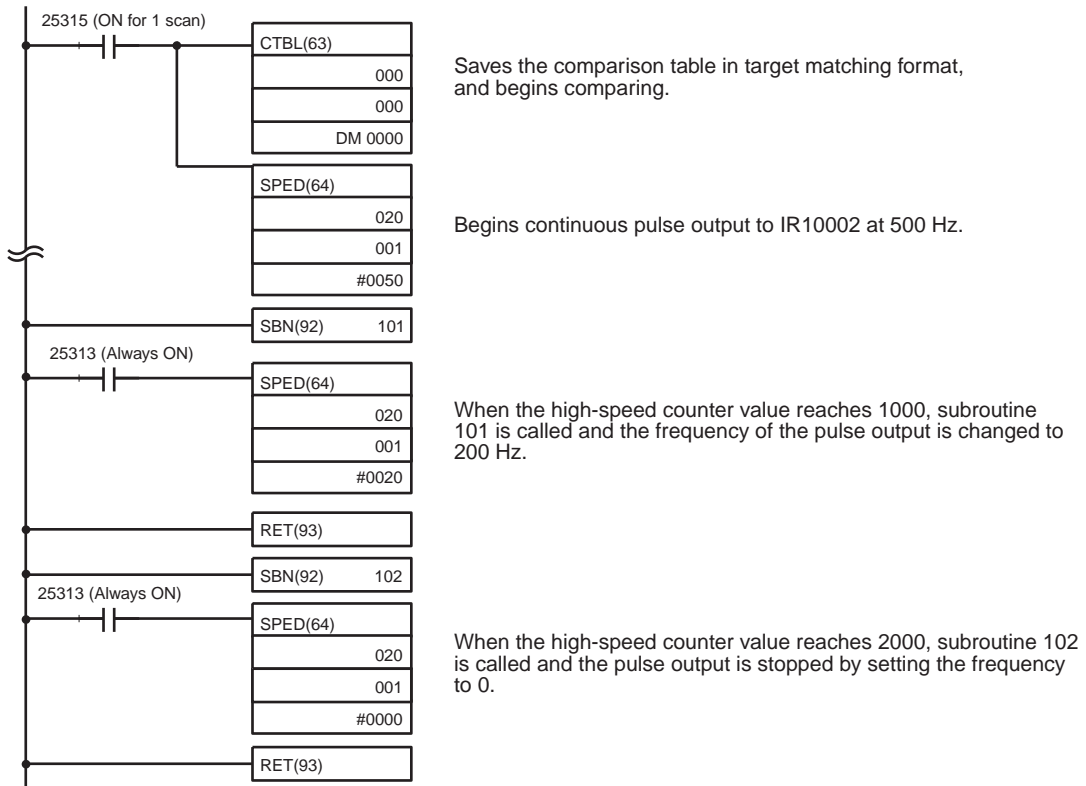 25315 (ON for 1 scan)
CTBL(63)
000
000
DM 0000
Saves the comparison table in target matching format,
and begins comparing.
SPED(64)
020
001
#0050
Begins continuous pulse output to IR10002 at 500 Hz.
SBN(92) 101
25313 (Always ON)
SPED(64)
020
001
#0020
When the high-speed counter value reaches 1000, subroutine
101 is called and the frequency of the pulse output is changed to
200 Hz.
RET(93)
SBN(92) 102
25313 (Always ON)
SPED(64)
020
001
#0000
When the high-speed counter value reaches 2000, subroutine 102
is called and the pulse output is stopped by setting the frequency
to 0.
RET(93)